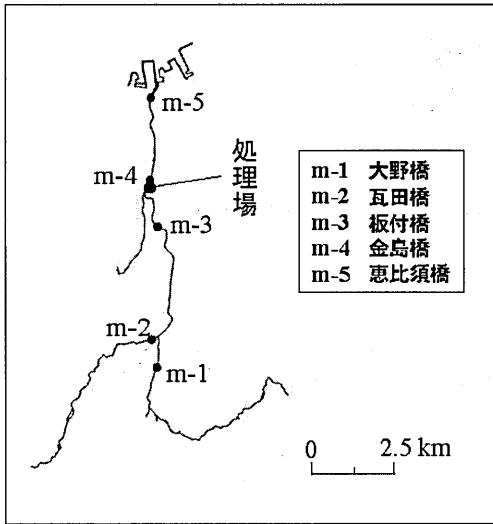 m-5
処理場
m-4
m-3
m-2
m-1
m-1 大野橋
m-2 瓦田橋
m-3 板付橋
m-4 金島橋
m-5 恵比須橋
0 2.5 km